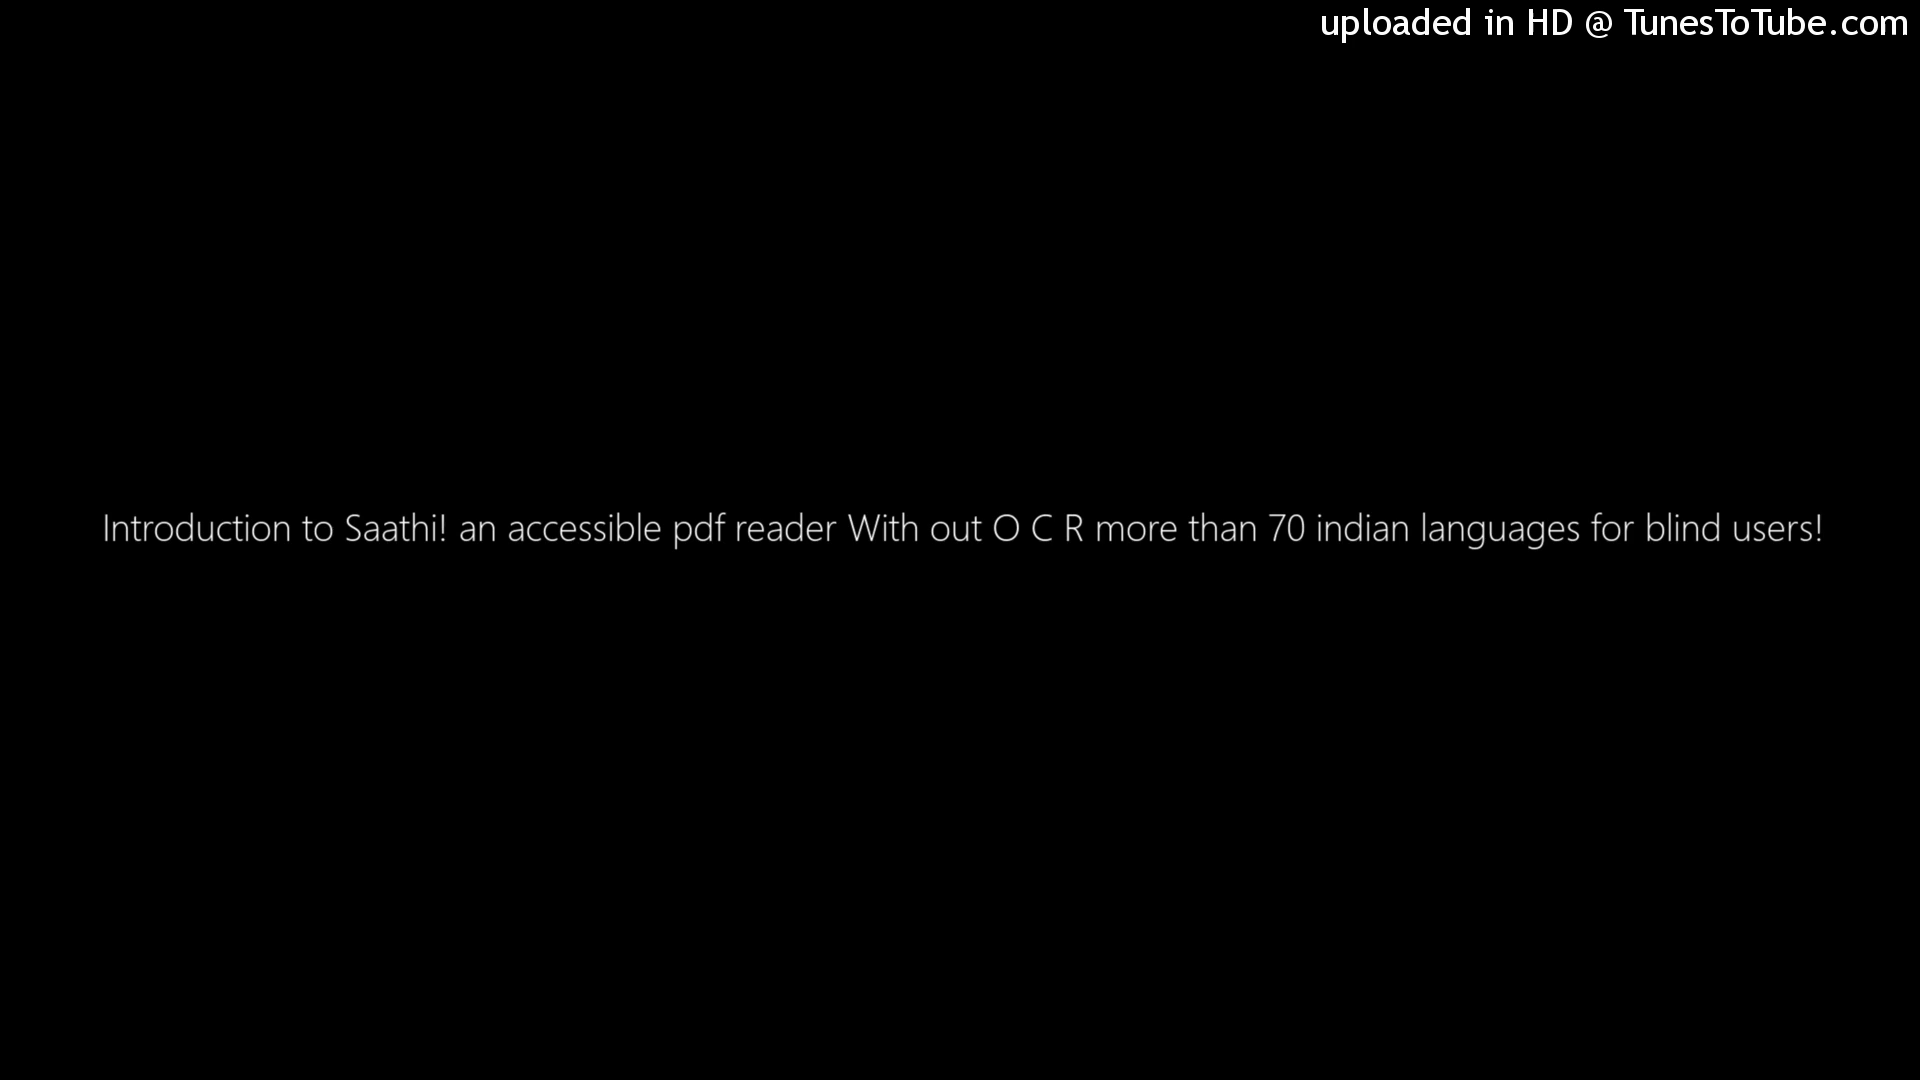 uploaded in HD @ TunesToTube.com
Introduction to Saathi! an accessible pdf reader With out O C R more than 70 indian languages for blind users!